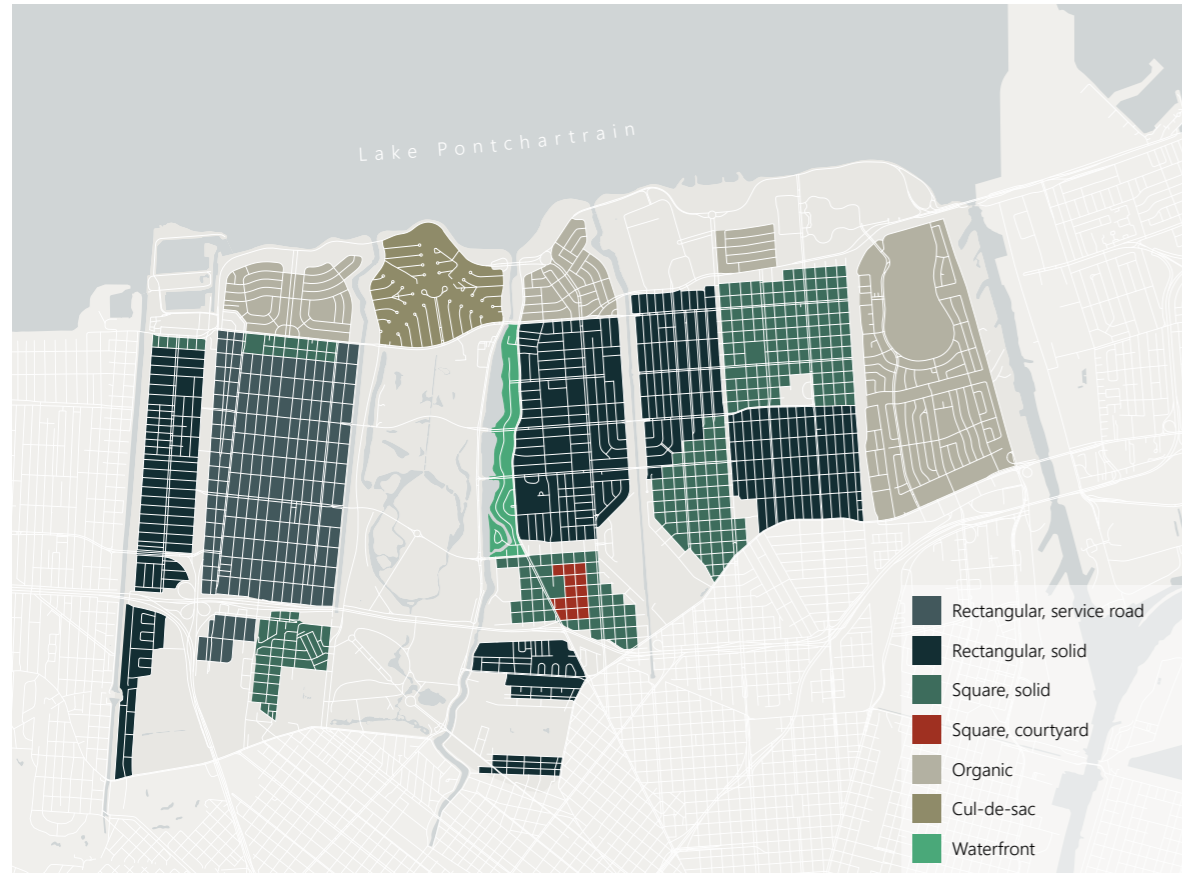 Lake Pontchartrain
Rectangular, service road
Rectangular, solid
Square, solid
Square, courtyard
Organic
Cul-de-sac
Waterfront